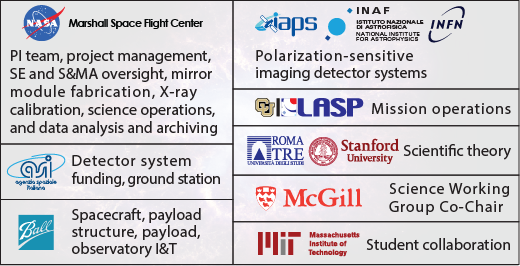 NASA
Marshall Space Flight Center
PI team, project management,
SE and S&MA oversight, mirror
module fabrication, X-ray
calibration, science operations,
and data analysis and archiving
asi
agenzia spaziale
italiana
Detector system
funding, ground station
Ball
Spacecraft, payload
structure, payload,
observatory I&T
iaps
INAF
ISTITUTO NAZIONALE
DI ASTROFISICA
NATIONAL INSTITUTE
FOR ASTROPHYSICS
INFN
Polarization-sensitive
imaging detector systems
CU
LASP
Mission operations
ROMA
TRE
UNIVERSITÀ DEGLI STUDI
Stanford
University
Scientific theory
McGill
Science Working
Group Co-Chair
MIT
Massachusetts
Institute of
Technology
Student collaboration